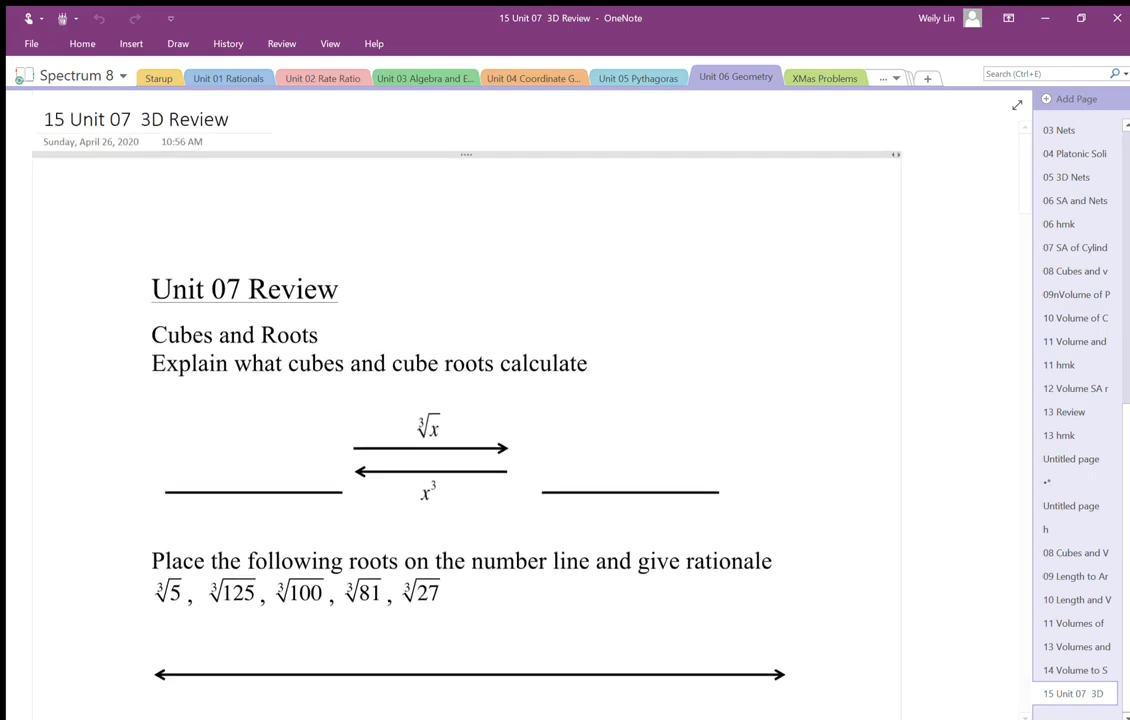 15 Unit 07 3D Review - OneNote
Weily Lin
File Home Insert Draw History Review View Help
Spectrum 8
Starup
Unit 01 Rationals
Unit 02 Rate Ratio
Unit 03 Algebra and E...
Unit 04 Coordinate G...
Unit 05 Pythagoras
Unit 06 Geometry
XMas Problems
...
+
Search (Ctrl+E)
15 Unit 07 3D Review
Sunday, April 26, 2020 10:56 AM
Unit 07 Review
Cubes and Roots
Explain what cubes and cube roots calculate
∛x
x³
Place the following roots on the number line and give rationale
∛5 , ∛125 , ∛100 , ∛81 , ∛27
Add Page
03 Nets
04 Platonic Soli
05 3D Nets
06 SA and Nets
06 hmk
07 SA of Cylind
08 Cubes and v
09nVolume of P
10 Volume of C
11 Volume and
11 hmk
12 Volume SA r
13 Review
13 hmk
Untitled page
•*
Untitled page
h
08 Cubes and V
09 Length to Ar
10 Length and V
11 Volumes of
13 Volumes and
14 Volume to S
15 Unit 07 3D